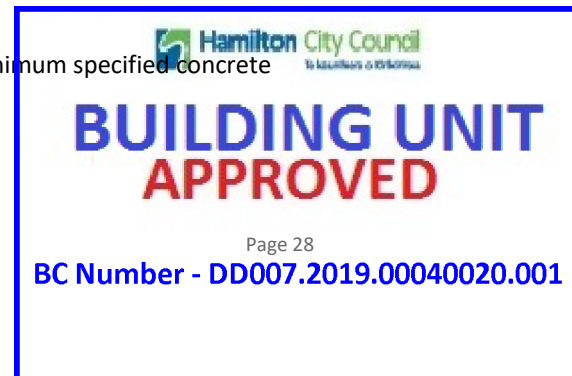 Hamilton City Council
nimum specified concrete
BUILDING UNIT
APPROVED
Page 28
BC Number - DD007.2019.00040020.001